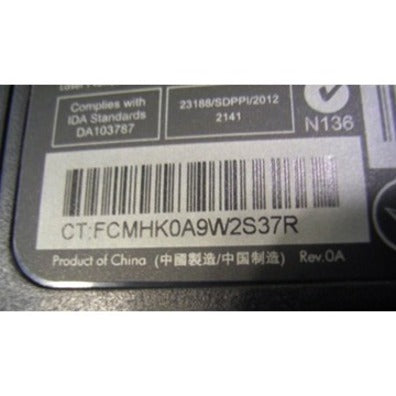 Complies with
IDA Standards
DA103787
23188/SDPPI/2012
2141
N136
CT:FCMHK0A9W2S37R
Product of China (中國製造/中国制造) Rev.0A